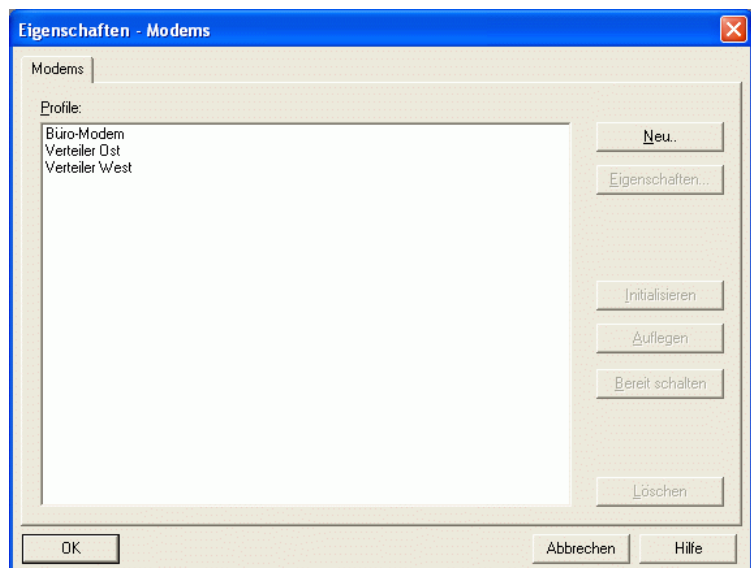 Eigenschaften - Modems
Modems
Profile:
Büro-Modem
Verteiler Ost
Verteiler West
Neu..
Eigenschaften...
Initialisieren
Auflegen
Bereit schalten
Löschen
OK
Abbrechen
Hilfe